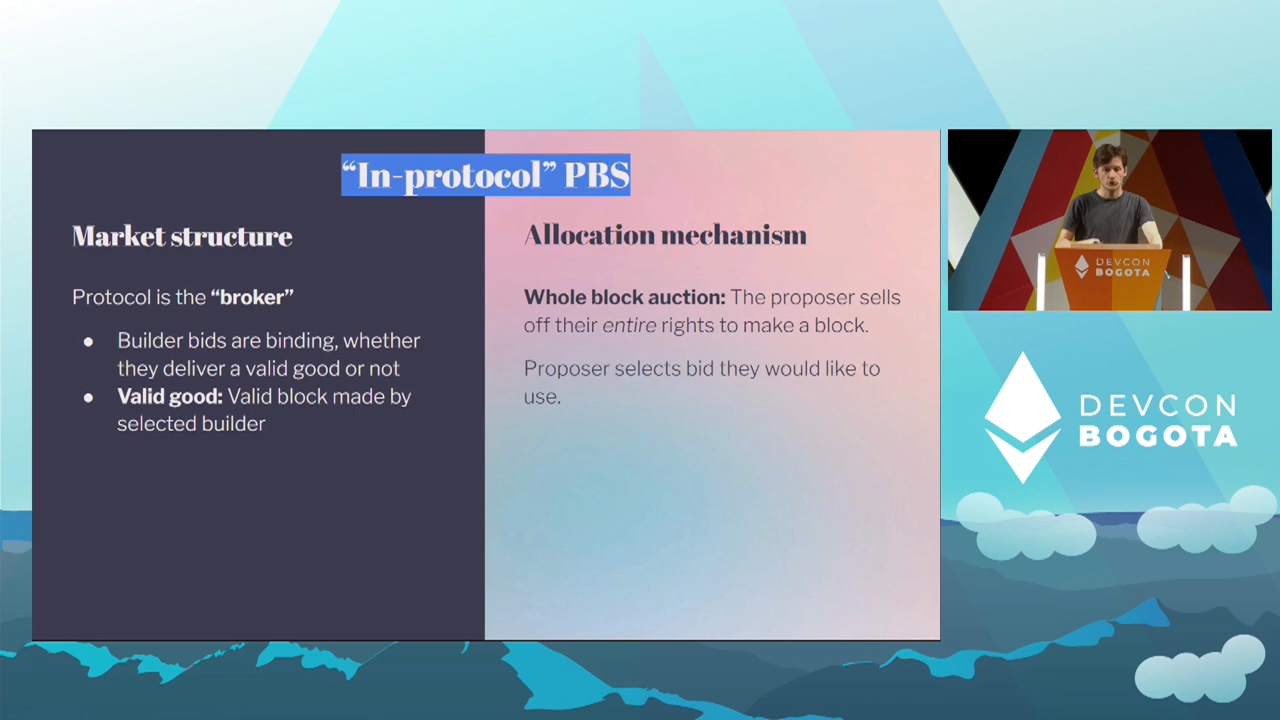 “In-protocol” PBS
Market structure
Protocol is the “broker”
● Builder bids are binding, whether
they deliver a valid good or not
● Valid good: Valid block made by
selected builder
Allocation mechanism
Whole block auction: The proposer sells
off their entire rights to make a block.
Proposer selects bid they would like to
use.
DEVCON
BOGOTA
DEVCON
BOGOTA